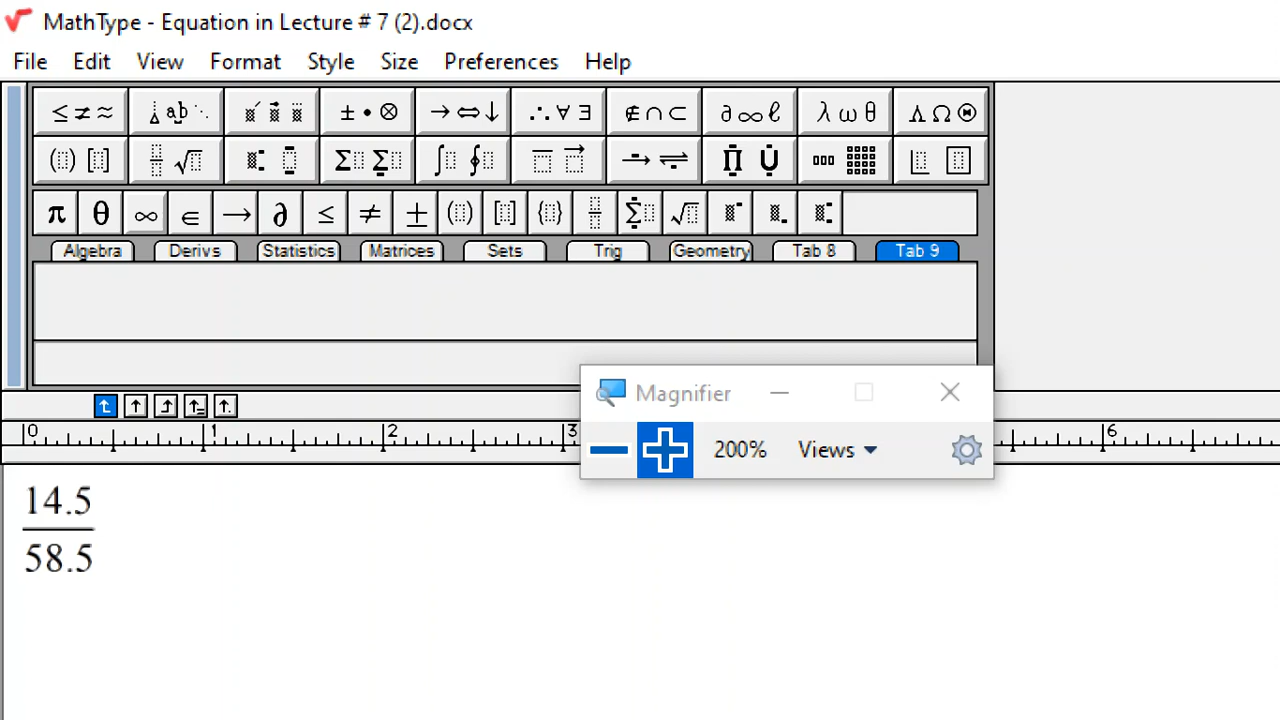 MathType - Equation in Lecture # 7 (2).docx
File Edit View Format Style Size Preferences Help
≤ ≠ ≈ ab ± • ⊗ → ⇔ ↓ ∴ ∀ ∃ ∉ ∩ ⊂ ∂ ∞ ℓ λ ω θ Λ Ω
π θ ∞ ∈ → ∂ ≤ ≠ ±
Algebra Derivs Statistics Matrices Sets Trig Geometry Tab 8 Tab 9
Magnifier
0 1 2 3 6
200% Views
14.5
58.5